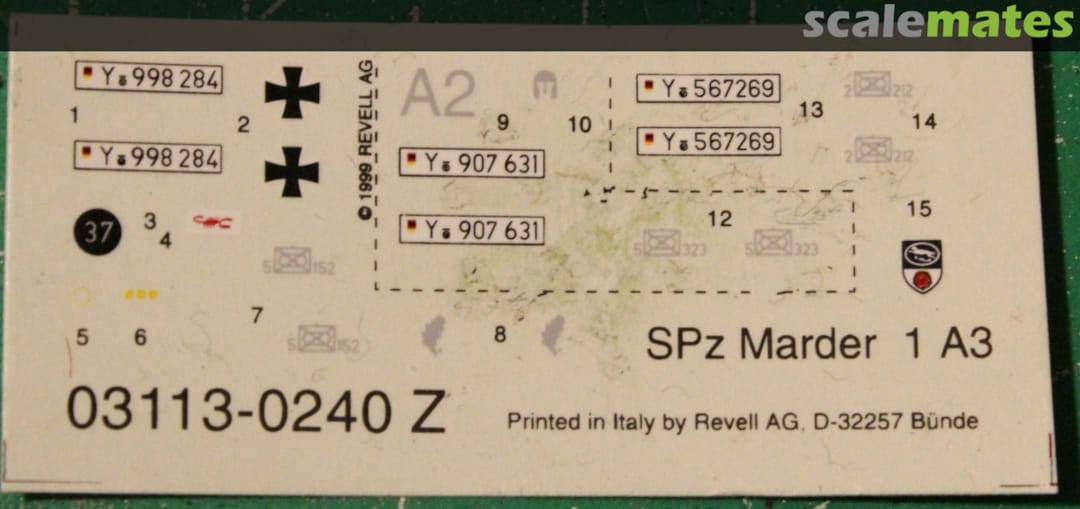 scalemates
Y 998 284
1
2
Y 998 284
© 1999 REVELL AG
A2
9
10
Y 907 631
Y 907 631
Y 567269
13
Y 567269
2 212
14
2 212
37
3
4
5 152
12
5 323
5 323
15
5
6
7
5 152
8
SPz Marder 1 A3
03113-0240 Z
Printed in Italy by Revell AG, D-32257 Bünde